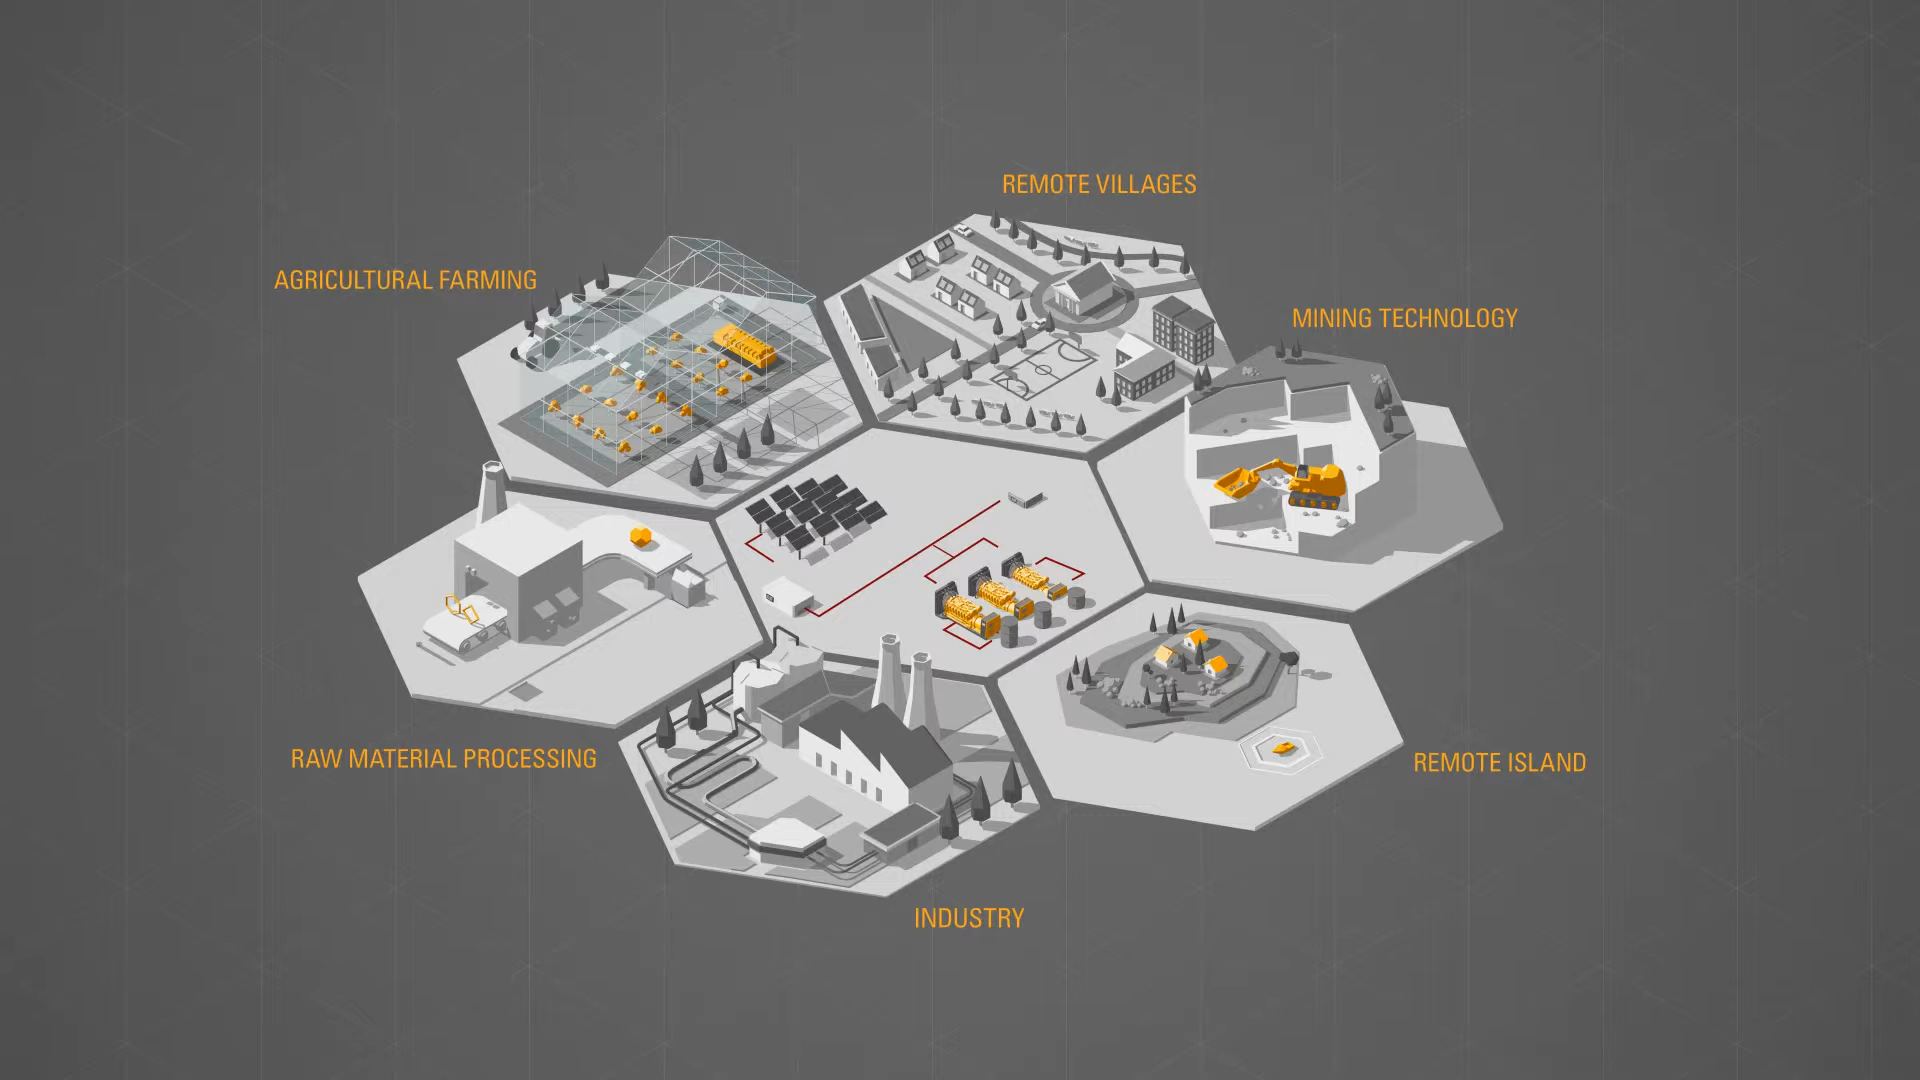 REMOTE VILLAGES
AGRICULTURAL FARMING
MINING TECHNOLOGY
RAW MATERIAL PROCESSING
REMOTE ISLAND
INDUSTRY